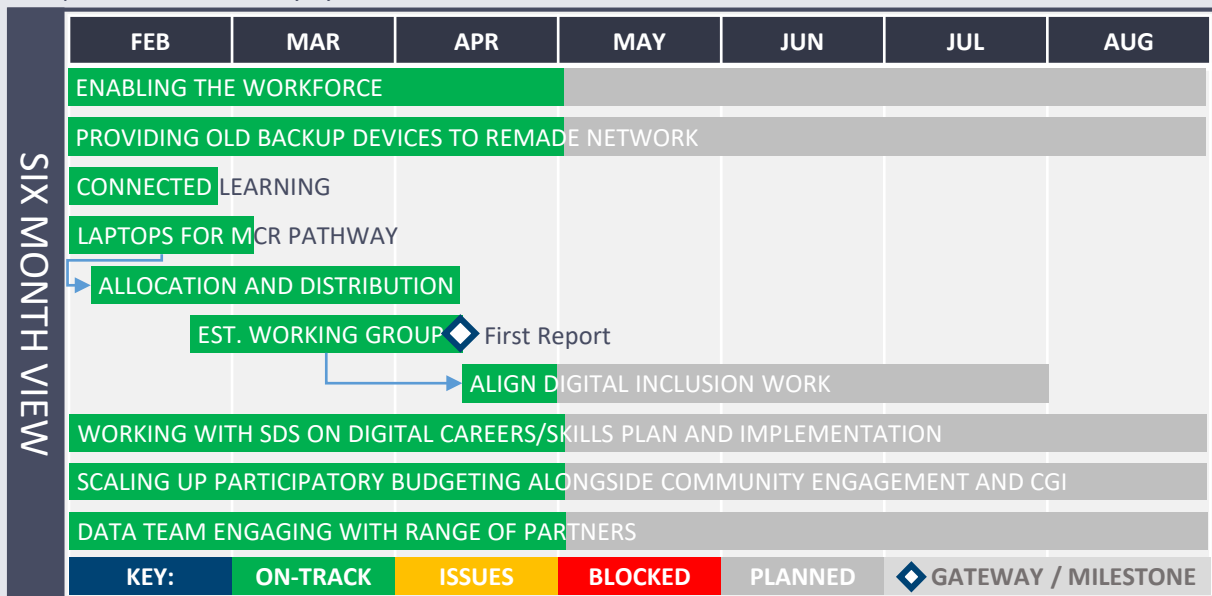 FEB MAR APR MAY JUN JUL AUG
SIX MONTH VIEW
ENABLING THE WORKFORCE
PROVIDING OLD BACKUP DEVICES TO REMADE NETWORK
CONNECTED LEARNING
LAPTOPS FOR MCR PATHWAY
ALLOCATION AND DISTRIBUTION
EST. WORKING GROUP First Report
ALIGN DIGITAL INCLUSION WORK
WORKING WITH SDS ON DIGITAL CAREERS/SKILLS PLAN AND IMPLEMENTATION
SCALING UP PARTICIPATORY BUDGETING ALONGSIDE COMMUNITY ENGAGEMENT AND CGI
DATA TEAM ENGAGING WITH RANGE OF PARTNERS
KEY: ON-TRACK ISSUES BLOCKED PLANNED GATEWAY / MILESTONE